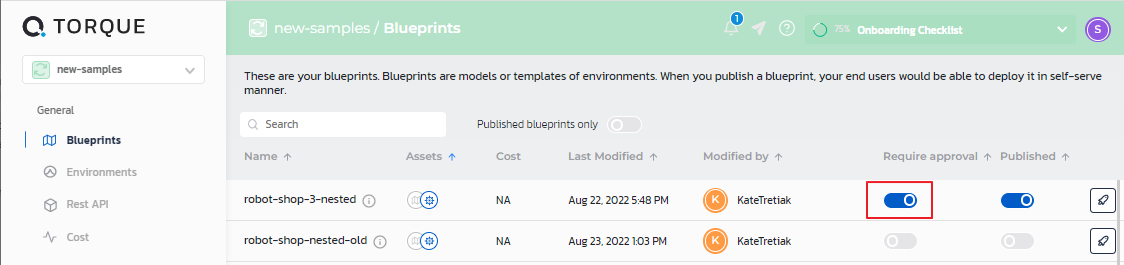 TORQUE
new-samples / Blueprints
1
75% Onboarding Checklist
S
new-samples
These are your blueprints. Blueprints are models or templates of environments. When you publish a blueprint, your end users would be able to deploy it in self-serve
manner.
General
Blueprints
Environments
Rest API
Cost
Search
Published blueprints only
Name Assets Cost Last Modified Modified by Require approval Published
robot-shop-3-nested NA Aug 22, 2022 5:48 PM K KateTretiak
robot-shop-nested-old NA Aug 23, 2022 1:03 PM K KateTretiak